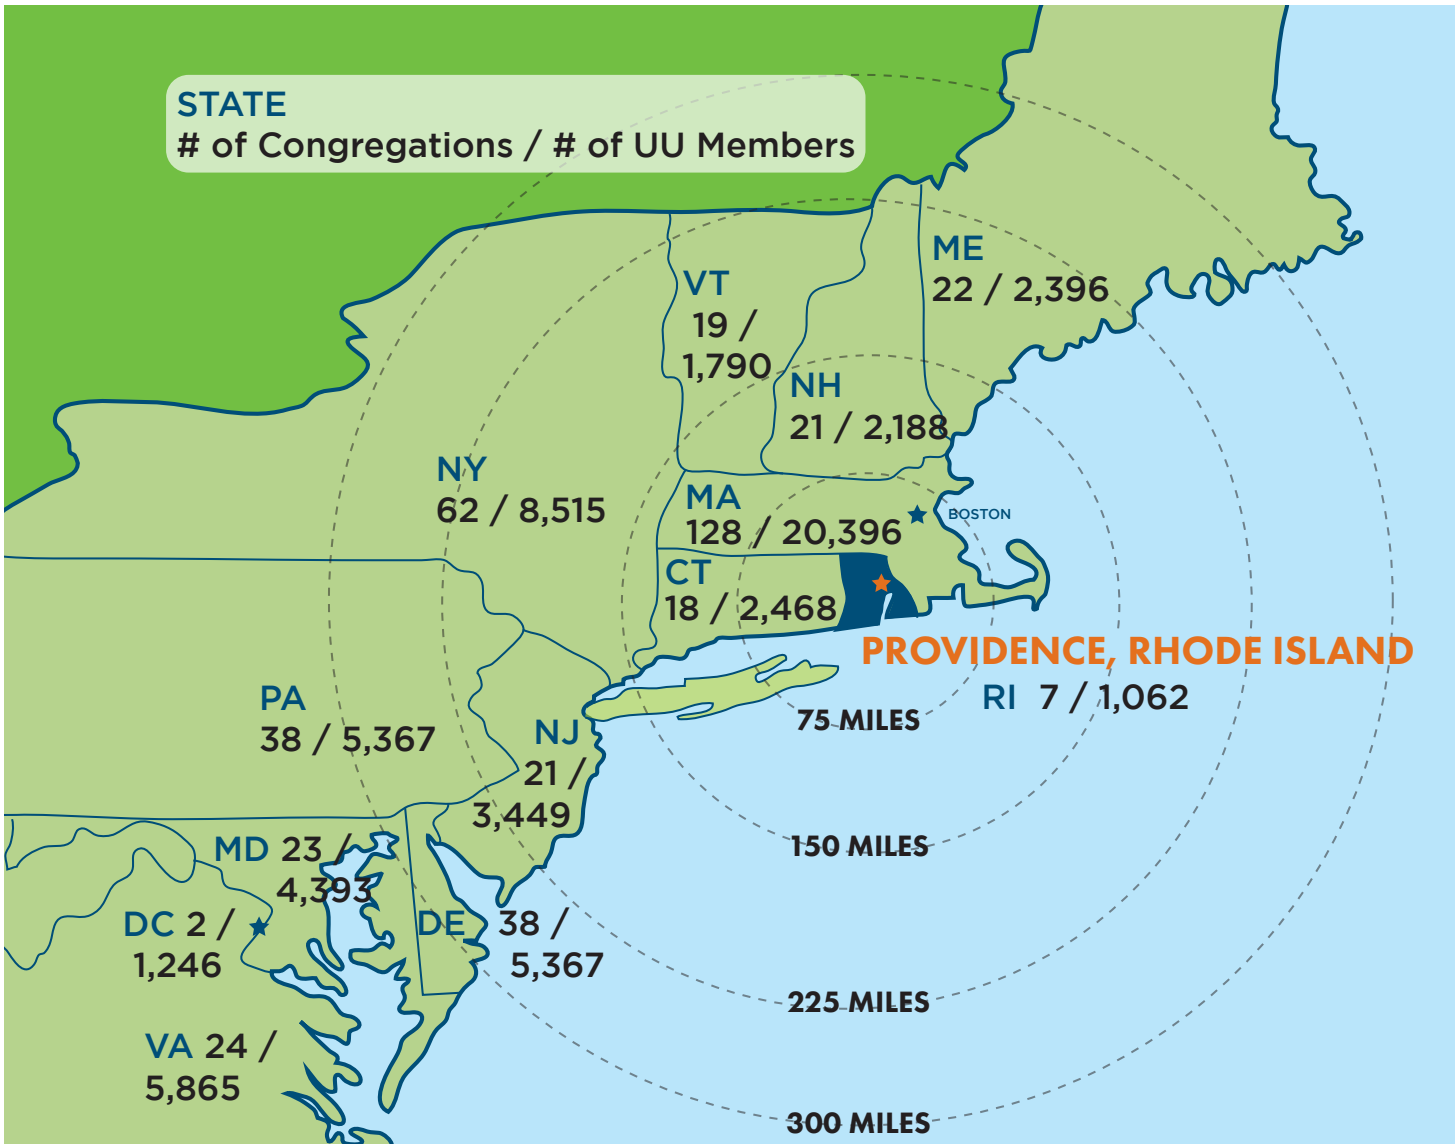 STATE
# of Congregations / # of UU Members
ME
22 / 2,396
VT
19 /
1,790
NH
21 / 2,188
NY
62 / 8,515
MA
128 / 20,396
BOSTON
CT
18 / 2,468
PROVIDENCE, RHODE ISLAND
RI 7 / 1,062
PA
38 / 5,367
75 MILES
NJ
21 /
3,449
150 MILES
MD 23 /
4,393
DC 2 /
1,246
DE 38 /
5,367
225 MILES
VA 24 /
5,865
300 MILES